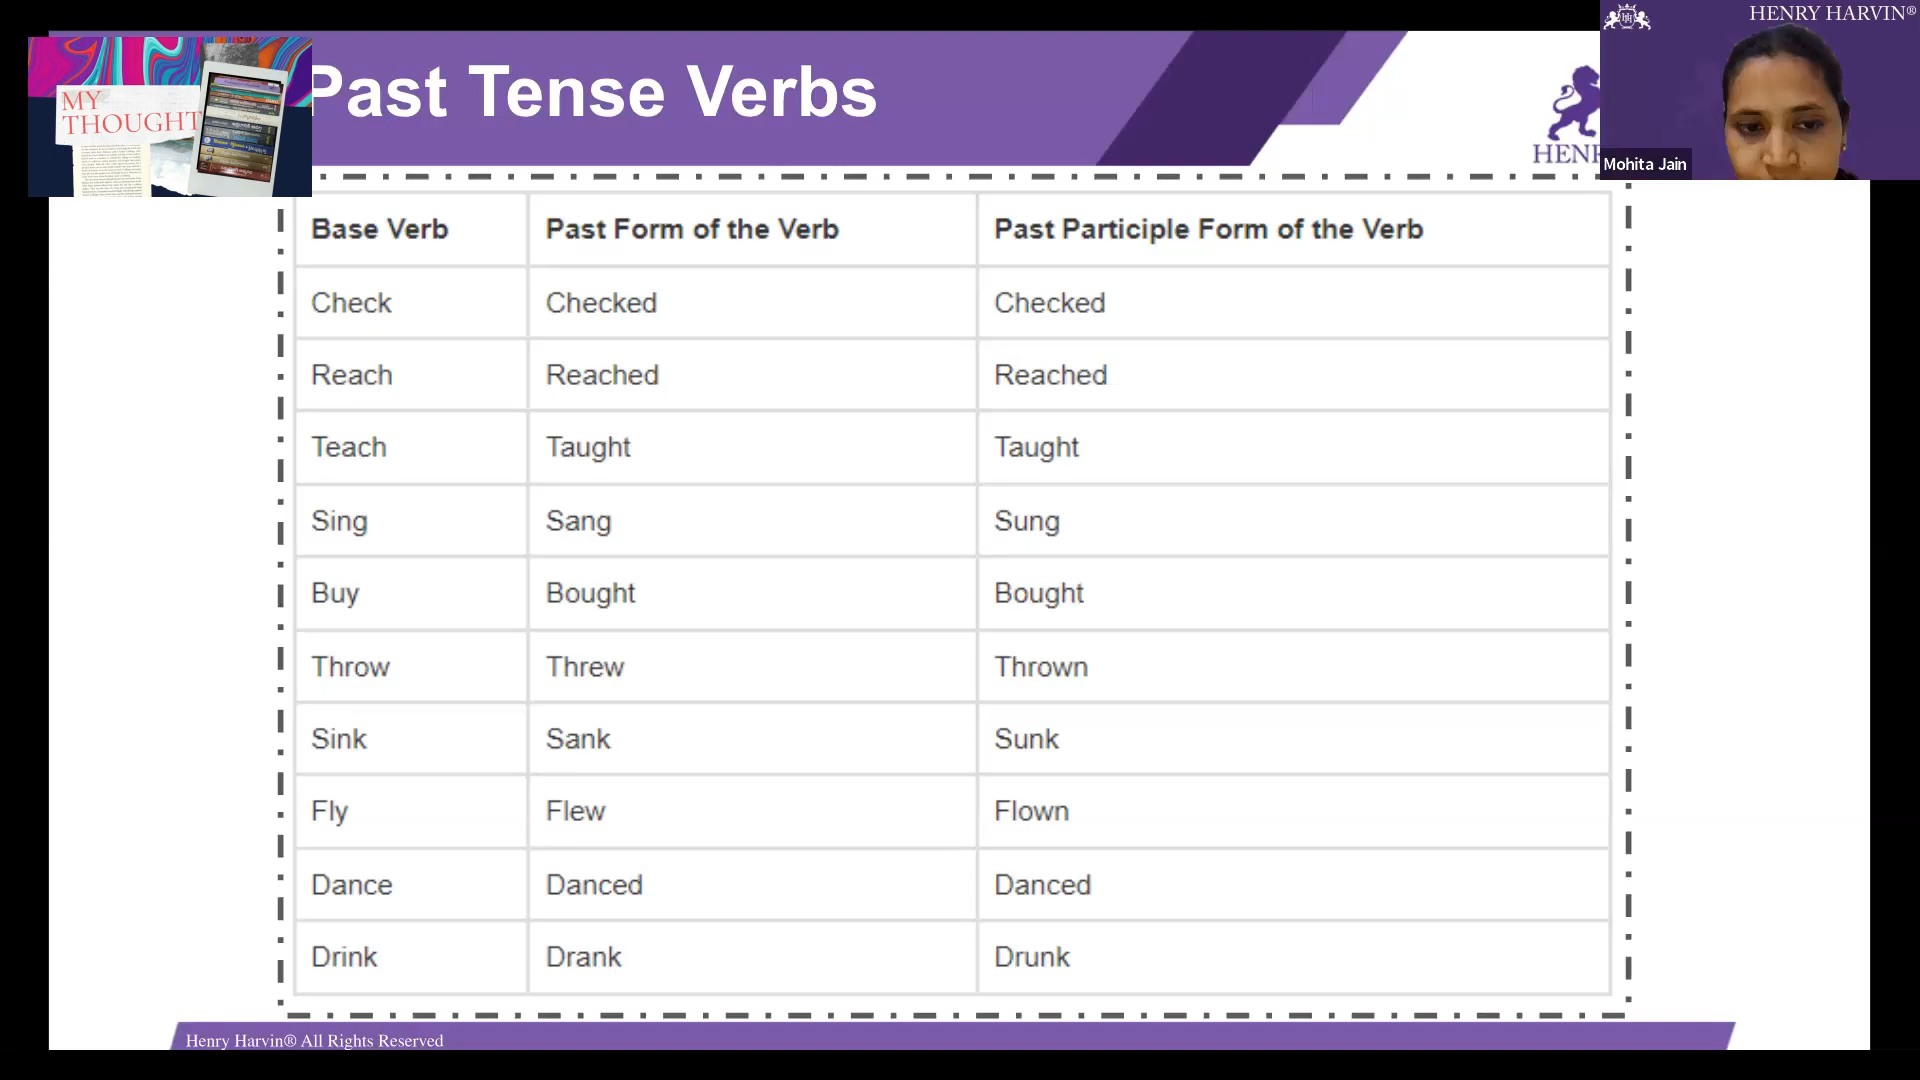 HENRY HARVIN®
MY
THOUGHT
Past Tense Verbs
HENR
Mohita Jain
Base Verb Past Form of the Verb Past Participle Form of the Verb
Check Checked Checked
Reach Reached Reached
Teach Taught Taught
Sing Sang Sung
Buy Bought Bought
Throw Threw Thrown
Sink Sank Sunk
Fly Flew Flown
Dance Danced Danced
Drink Drank Drunk
Henry Harvin® All Rights Reserved